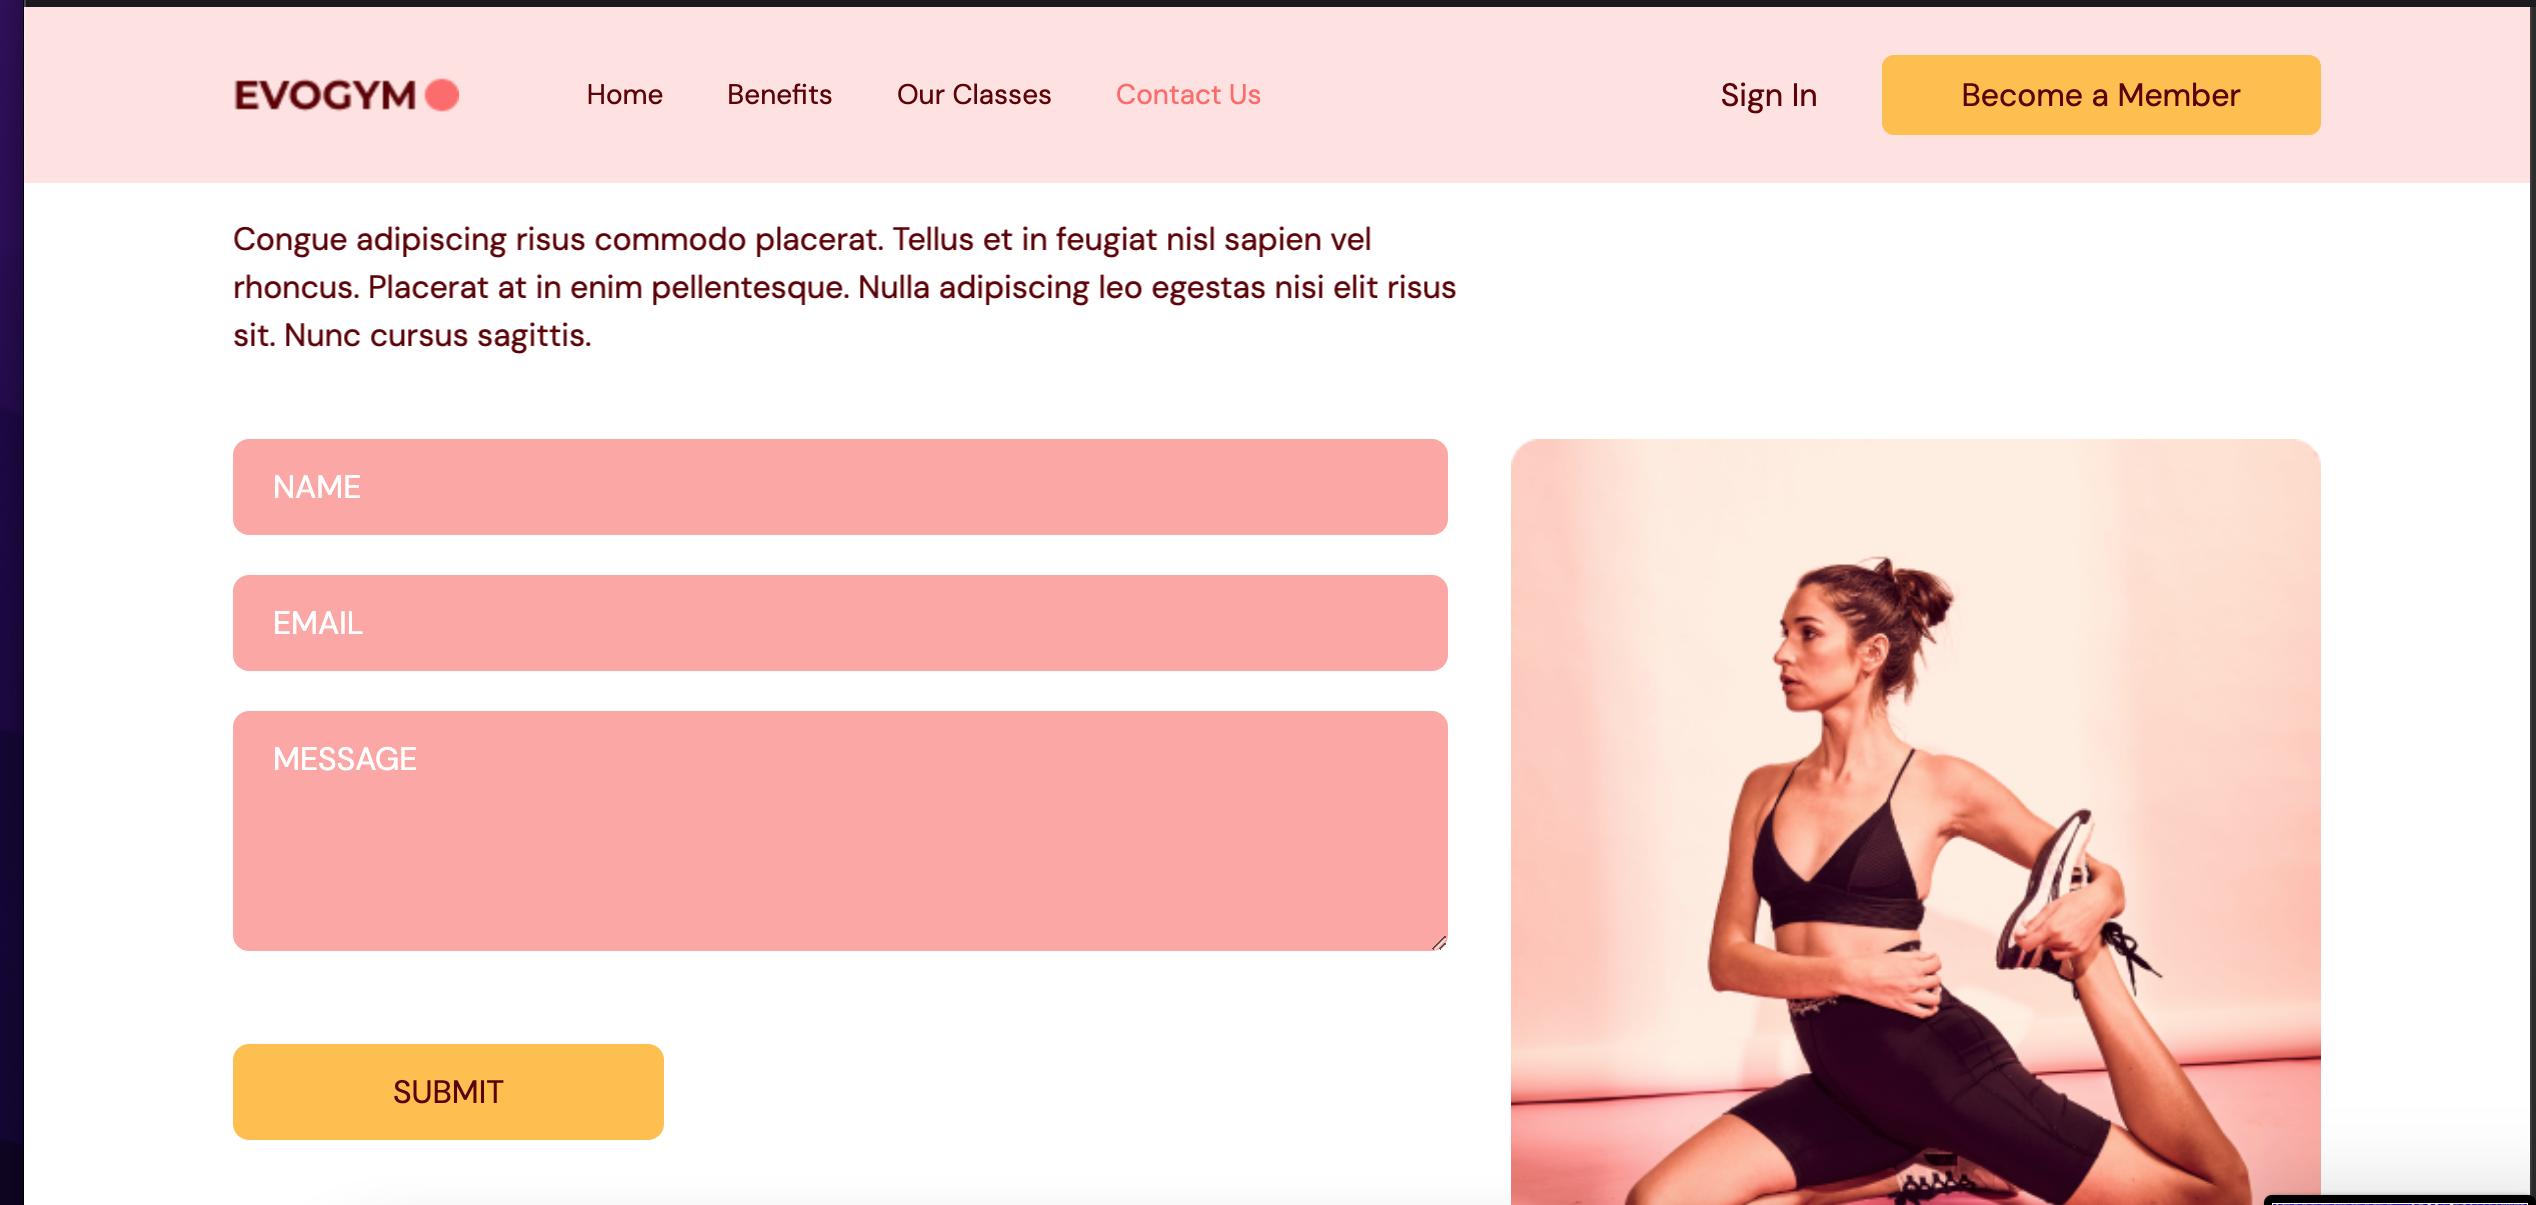 EVOGYM
Home
Benefits
Our Classes
Contact Us
Sign In
Become a Member
Congue adipiscing risus commodo placerat. Tellus et in feugiat nisl sapien vel
rhoncus. Placerat at in enim pellentesque. Nulla adipiscing leo egestas nisi elit risus
sit. Nunc cursus sagittis.
NAME
EMAIL
MESSAGE
SUBMIT